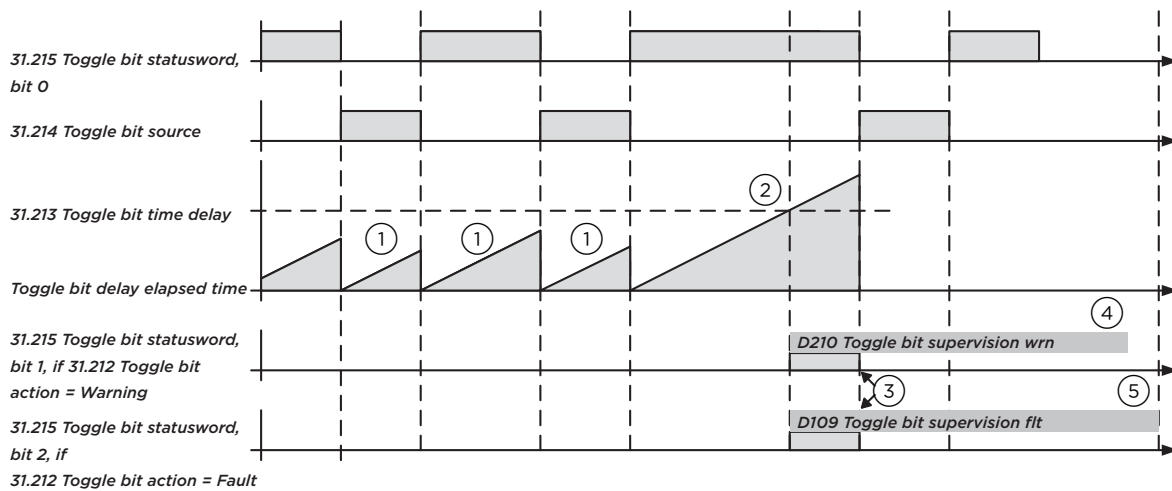 31.215 Toggle bit statusword,
bit 0
31.214 Toggle bit source
31.213 Toggle bit time delay
2
1
1
1
Toggle bit delay elapsed time
4
31.215 Toggle bit statusword,
bit 1, if 31.212 Toggle bit
action = Warning
D210 Toggle bit supervision wrn
3
5
31.215 Toggle bit statusword,
bit 2, if
31.212 Toggle bit action = Fault
D109 Toggle bit supervision flt